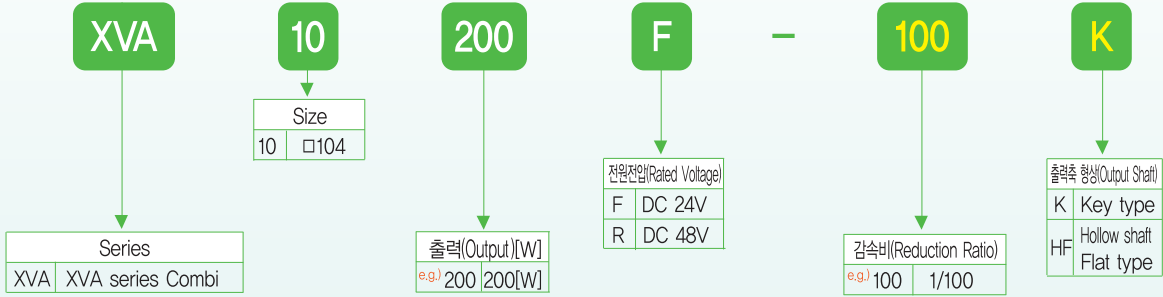 XVA 10 200 F - 100 K
Size
10 □104
전원전압(Rated Voltage)
F DC 24V
R DC 48V
출력축 형상(Output Shaft)
K Key type
HF Hollow shaft
Flat type
Series
XVA XVA series Combi
출력(Output)[W]
e.g.) 200 200[W]
감속비(Reduction Ratio)
e.g.) 100 1/100